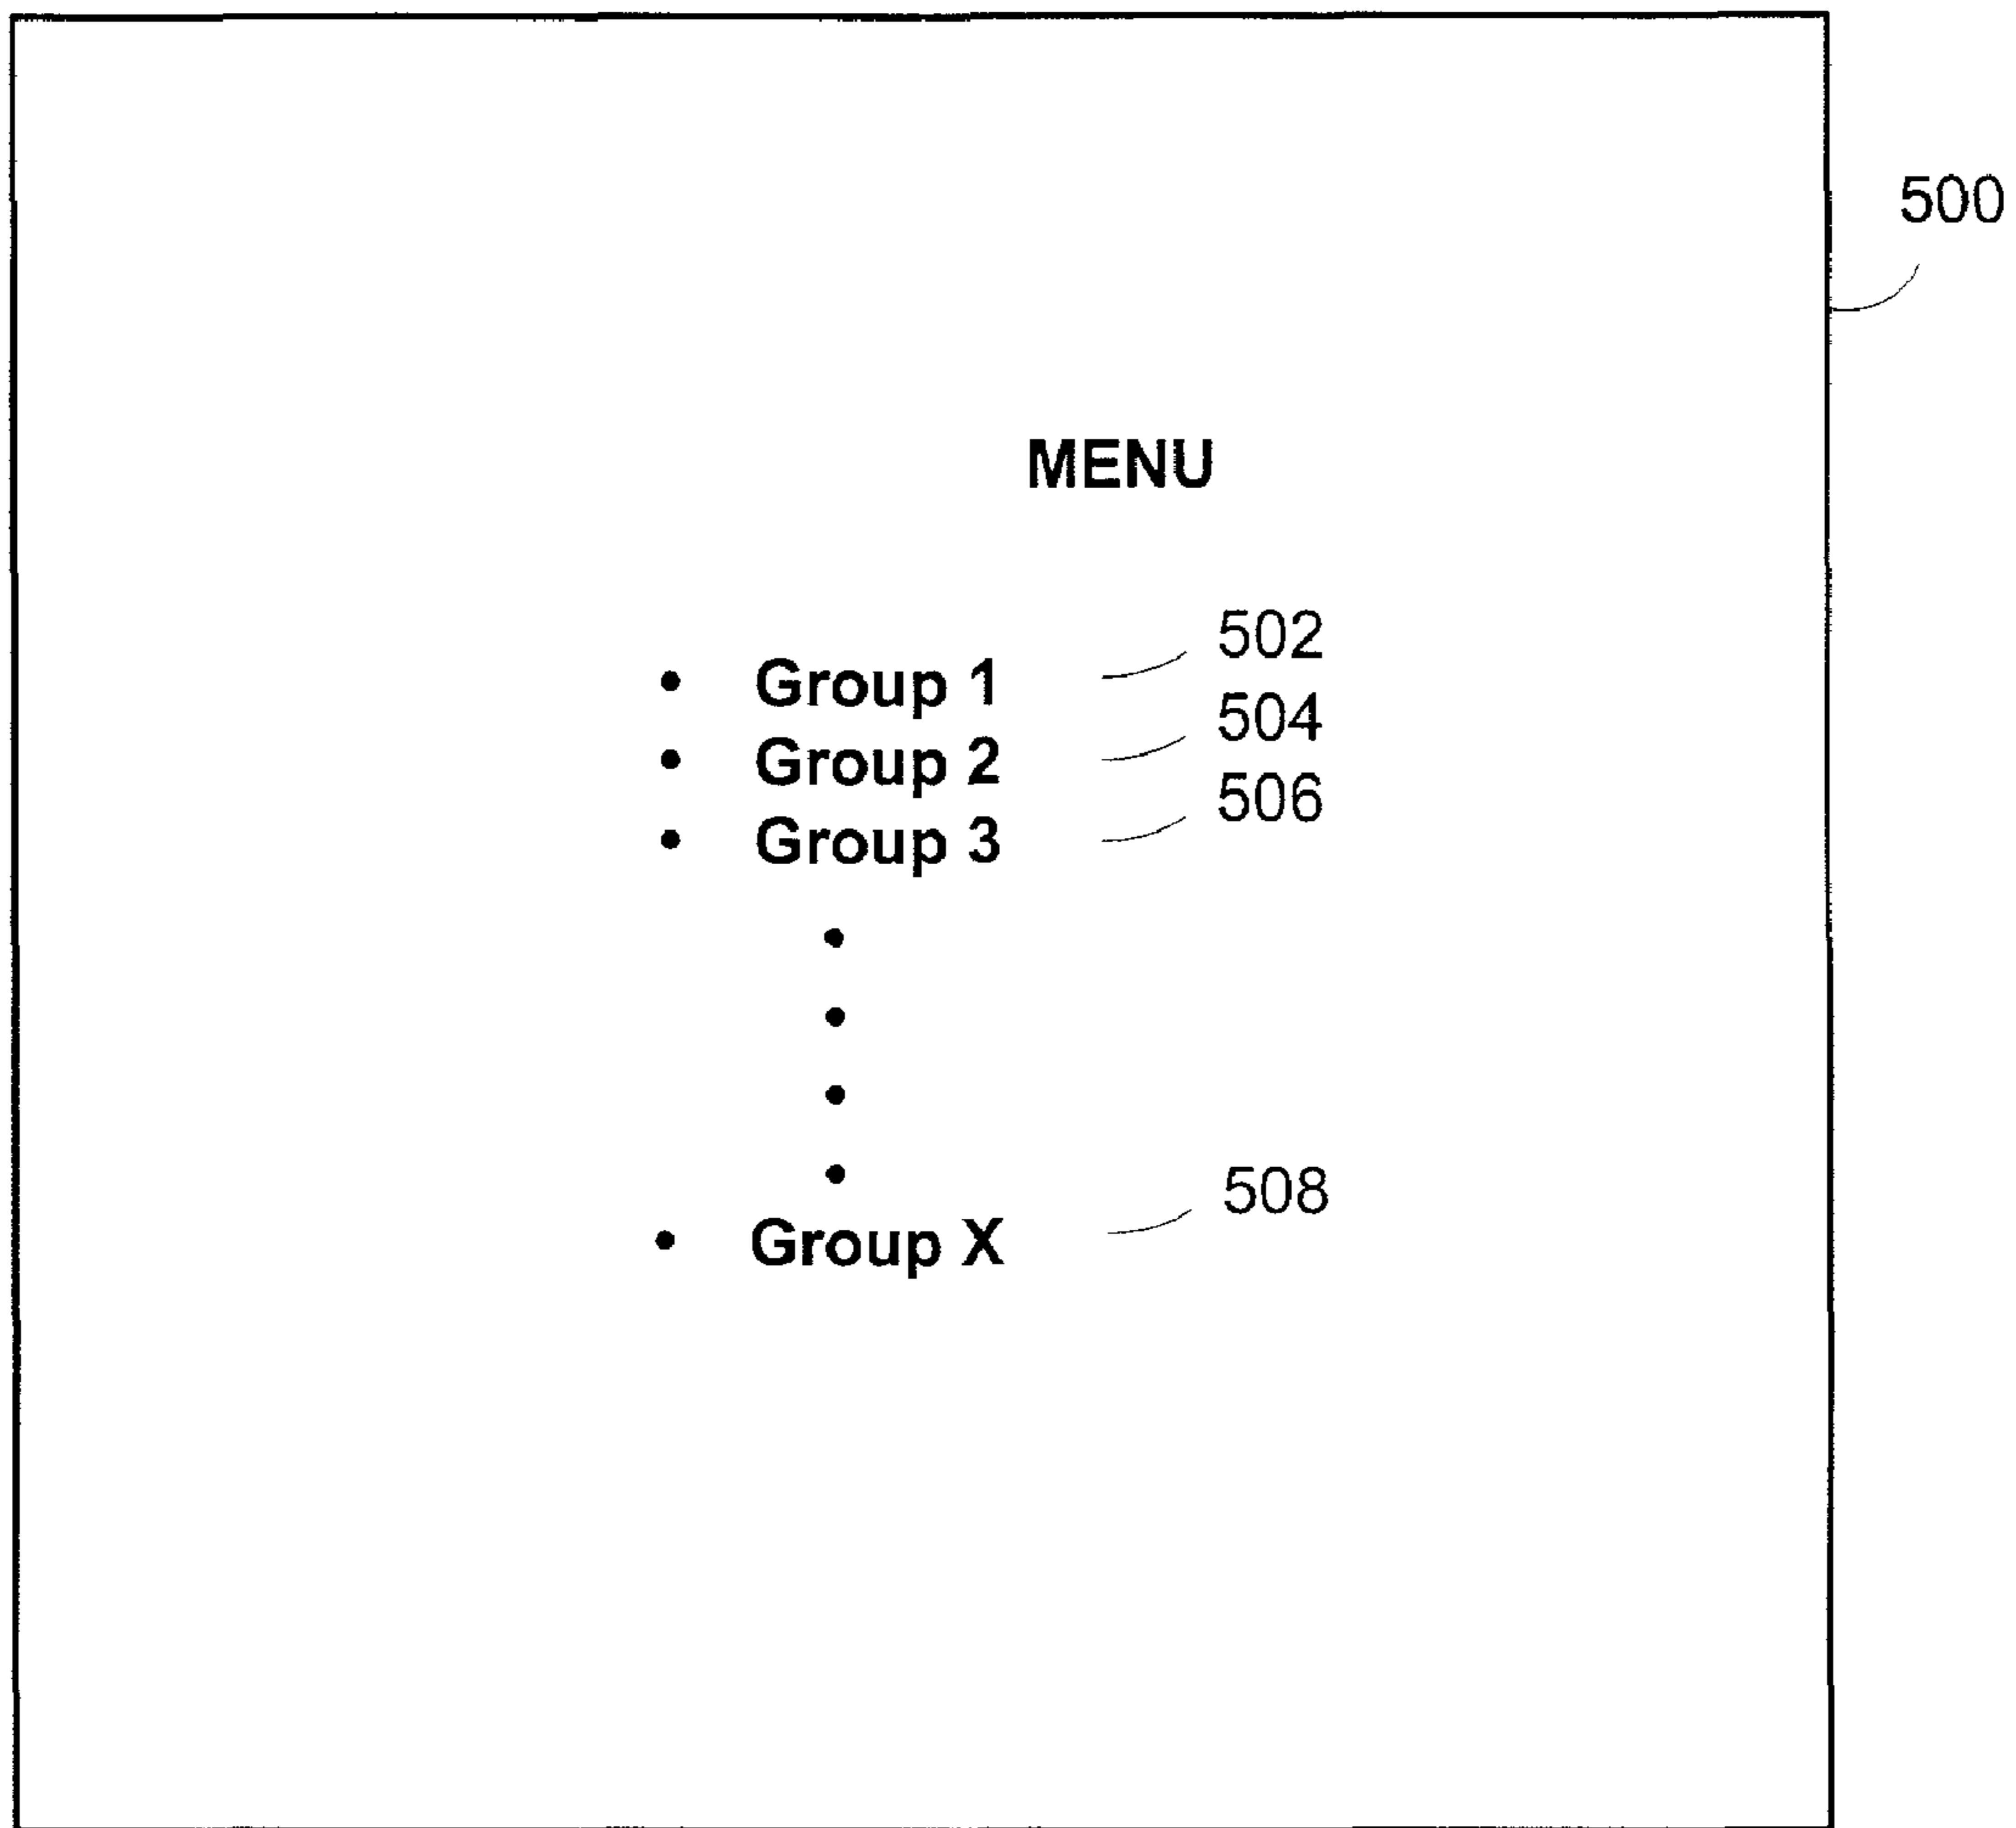 500
MENU
• Group 1 502
• Group 2 504
• Group 3 506
•
•
•
•
• Group X 508